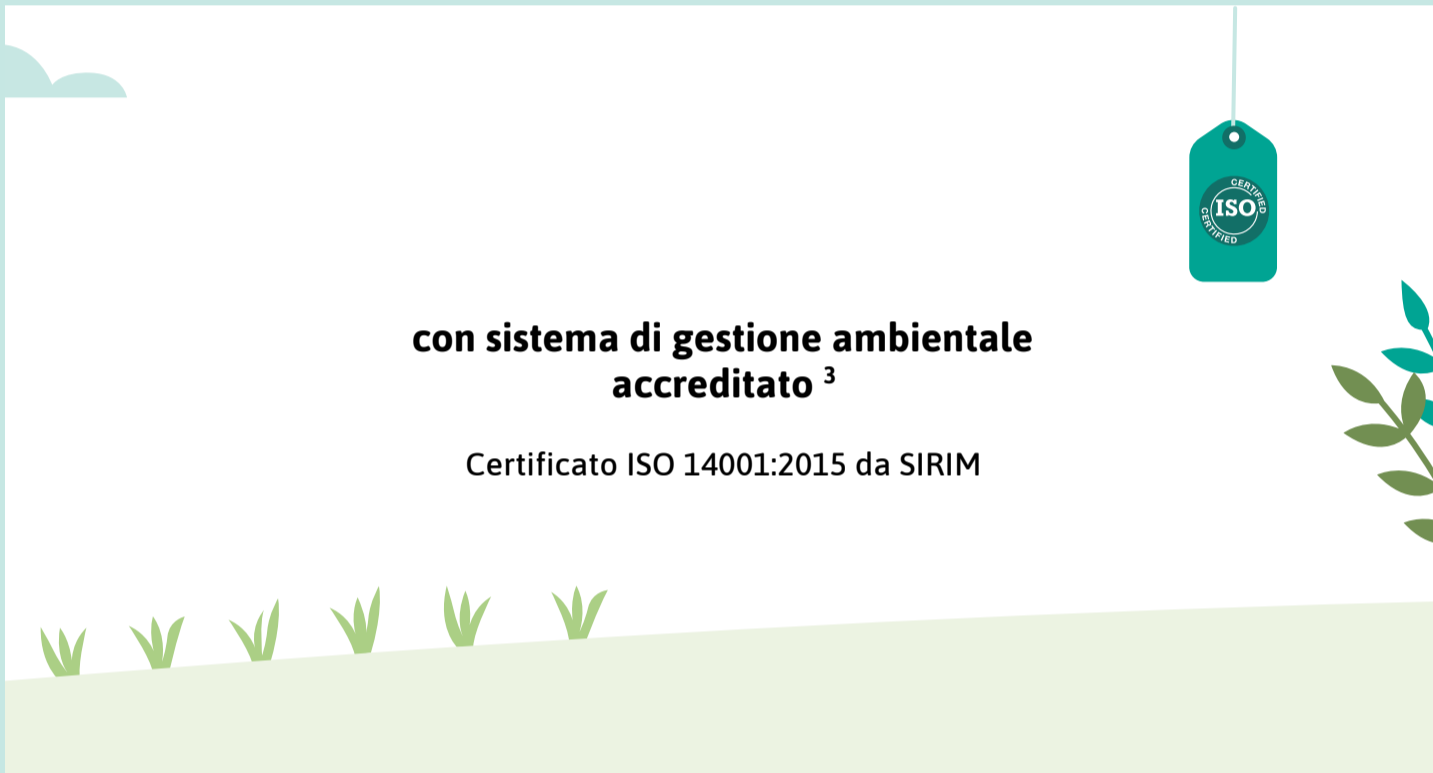 CERTIFIED
ISO
CERTIFIED
con sistema di gestione ambientale
accreditato ³
Certificato ISO 14001:2015 da SIRIM